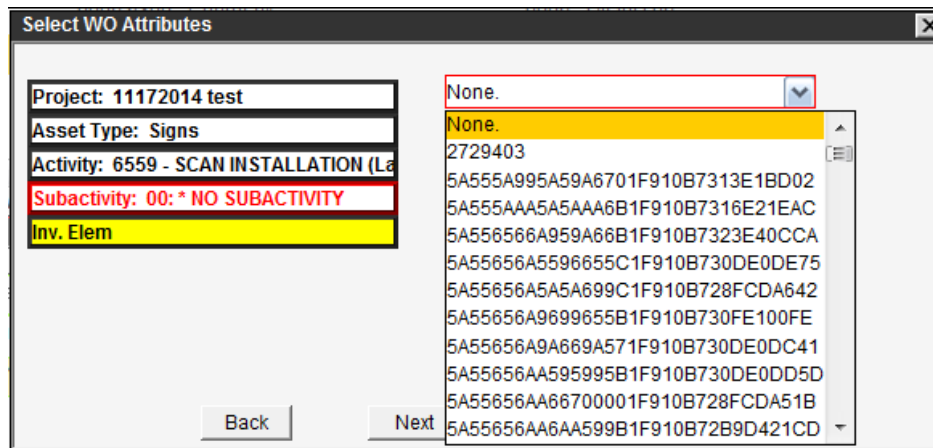 Select WO Attributes
Project: 11172014 test
Asset Type: Signs
Activity: 6559 - SCAN INSTALLATION (La
Subactivity: 00: * NO SUBACTIVITY
Inv. Elem
None.
None.
2729403
5A555A995A59A6701F910B7313E1BD02
5A555AAA5A5AAA6B1F910B7316E21EAC
5A556566A959A66B1F910B7323E40CCA
5A55656A5596655C1F910B730DE0DE75
5A55656A5A5A699C1F910B728FCDA642
5A55656A9699655B1F910B730FE100FE
5A55656A9A669A571F910B730DE0DC41
5A55656AA595995B1F910B730DE0DD5D
5A55656AA66700001F910B728FCDA51B
5A55656AA6AA599B1F910B72B9D421CD
Back
Next